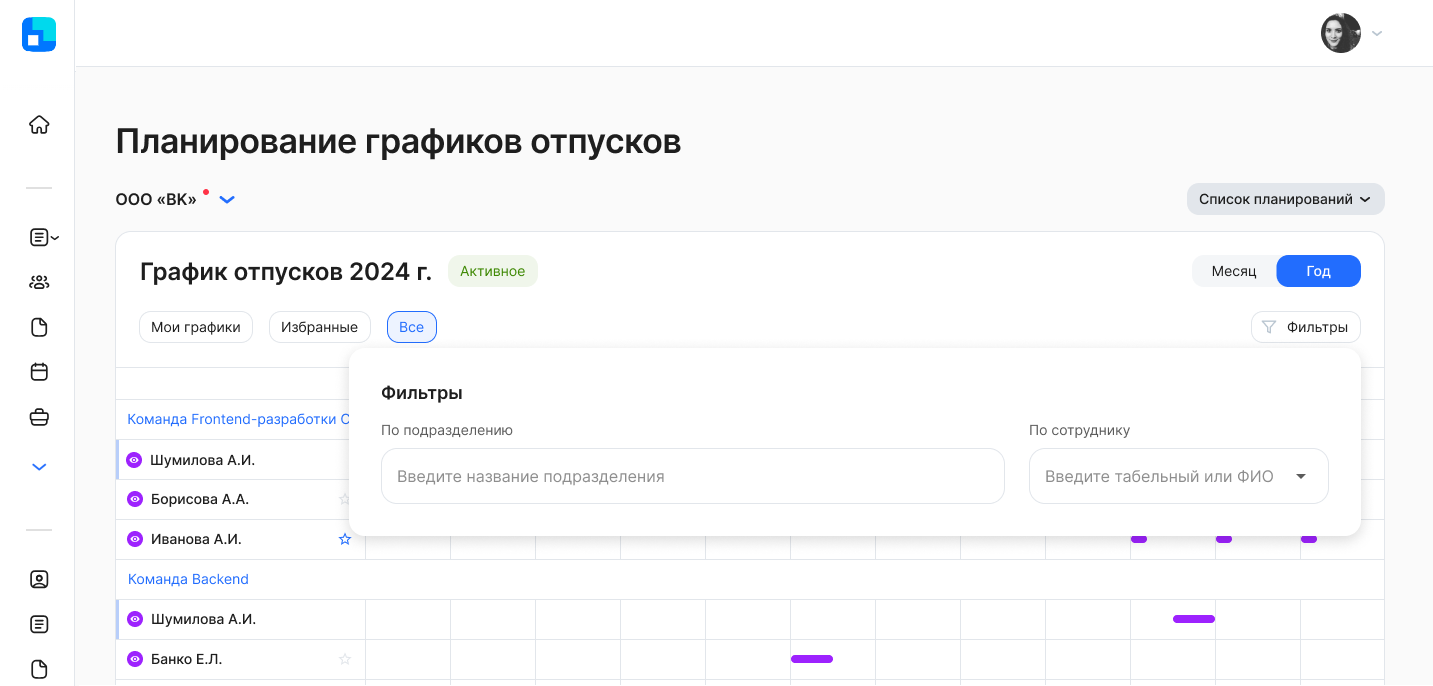 Планирование графиков отпусков
ООО «ВК»
Список планирований
График отпусков 2024 г.
Активное
Месяц
Год
Мои графики
Избранные
Все
Фильтры
Фильтры
По подразделению
По сотруднику
Введите название подразделения
Введите табельный или ФИО
Команда Frontend-разработки С
Шумилова А.И.
Борисова А.А.
Иванова А.И.
Команда Backend
Шумилова А.И.
Банко Е.Л.